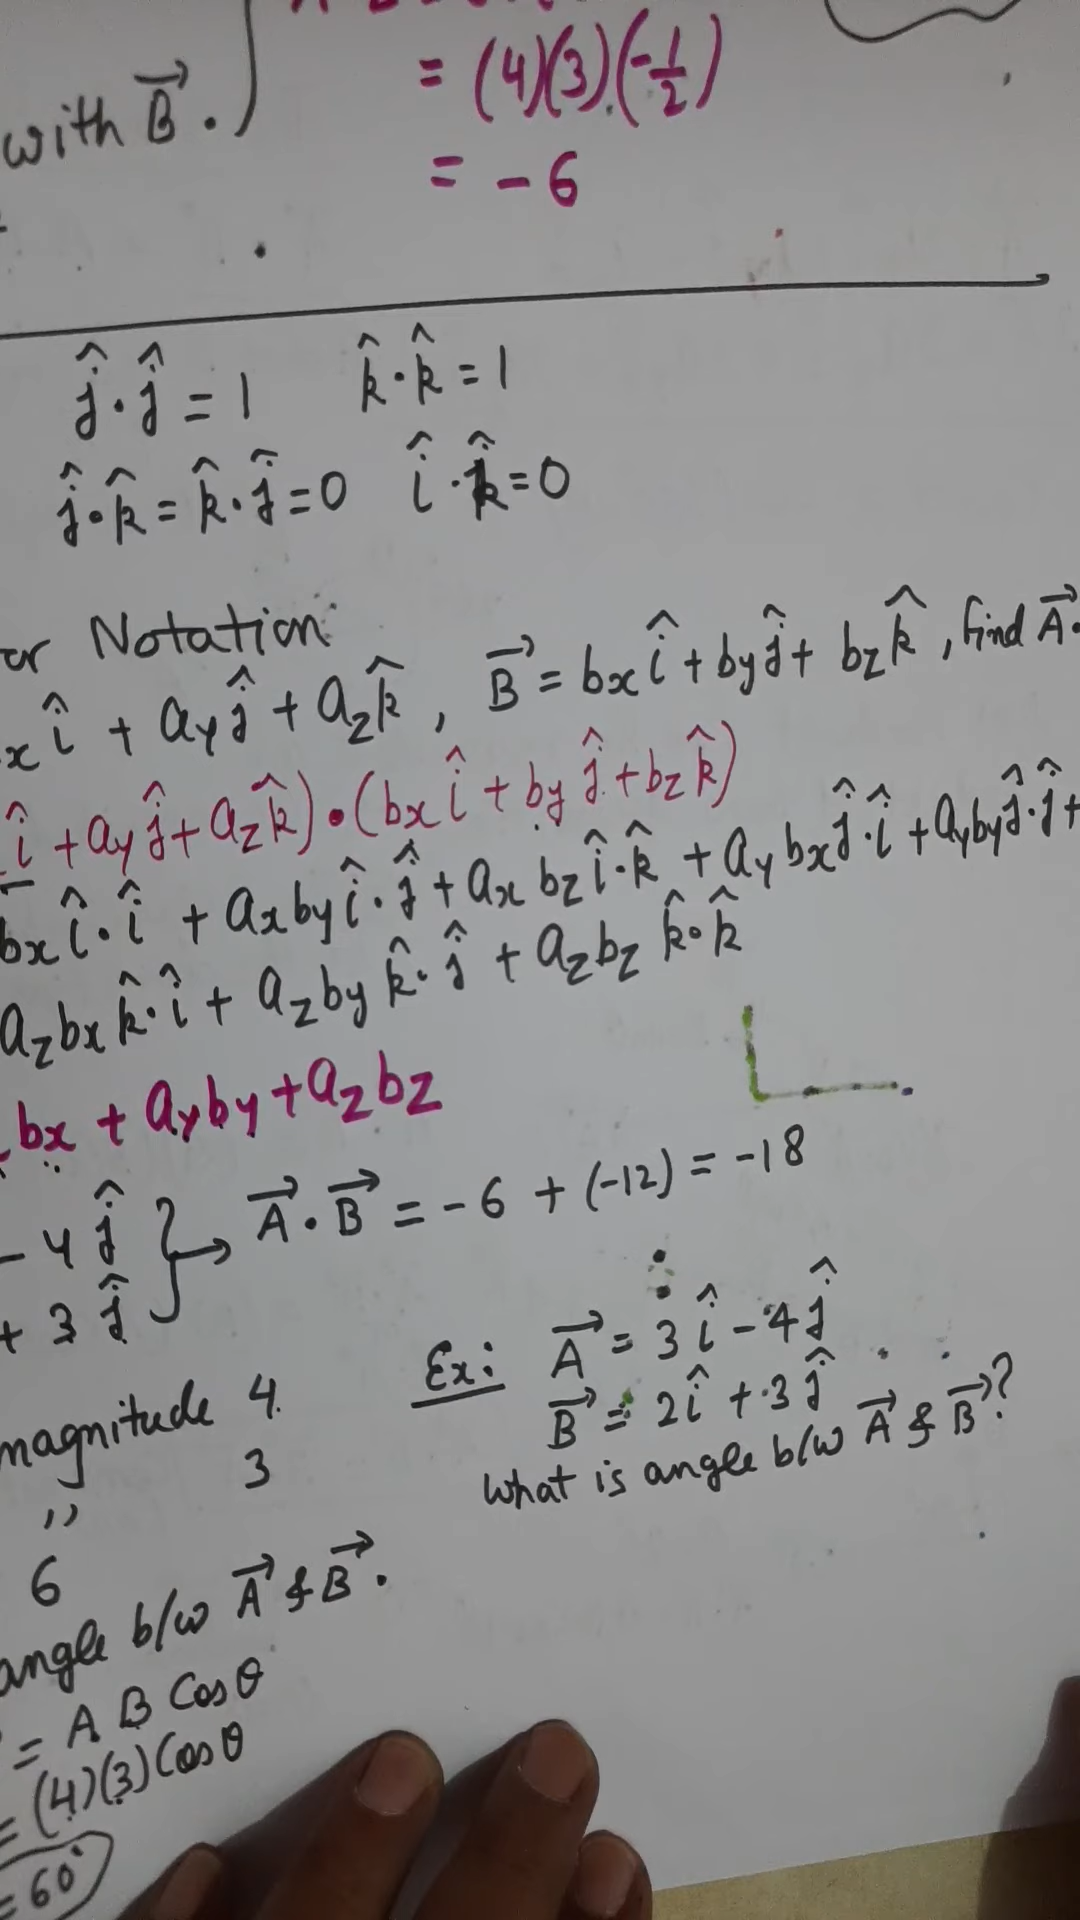 = (4)(3)(-1/2)
with B⃗.
= - 6
ĵ·ĵ = 1 k̂·k̂ = 1
ĵ·k̂ = k̂·ĵ = 0 î·k̂ = 0
or Notation
x î + ay ĵ + az k̂ , B⃗ = bx î + by ĵ + bz k̂ , find A⃗·
î + ay ĵ + az k̂)·(bx î + by ĵ + bz k̂)
bx î·î + ax by î·ĵ + ax bz î·k̂ + ay bx ĵ·î + ay by ĵ·ĵ +
az bx k̂·î + az by k̂·ĵ + az bz k̂·k̂
bx + ay by + az bz
- 4 ĵ } → A⃗·B⃗ = -6 + (-12) = -18
+ 3 ĵ
Ex: A⃗ = 3 î - 4 ĵ
B⃗ = 2 î + 3 ĵ
What is angle b/w A⃗ & B⃗?
magnitude 4.
'' 3
6
angle b/w A⃗ & B⃗.
= A B Cos θ
= (4)(3) Cos θ
= 60°